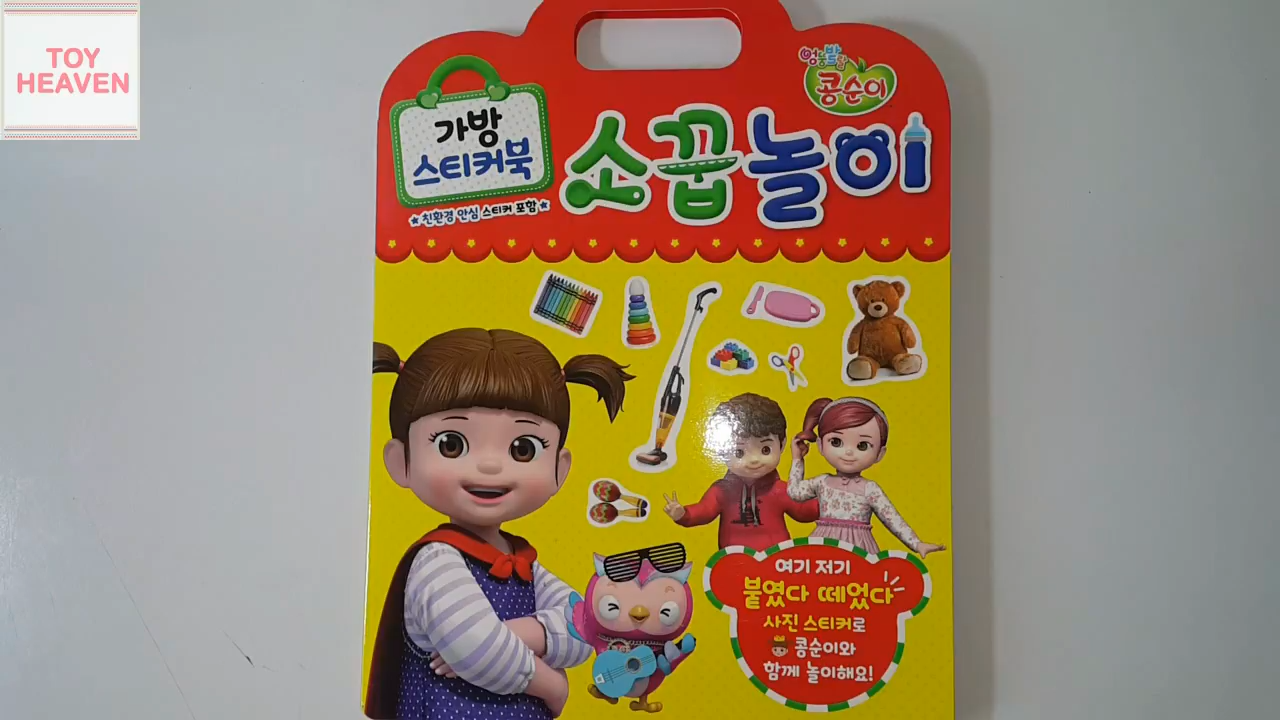 TOY
HEAVEN
엉뚱발랄
콩순이
가방
스티커북
친환경 안심 스티커 포함
소꿉놀이
여기 저기
붙였다 떼었다
사진 스티커로
콩순이와
함께 놀이해요!